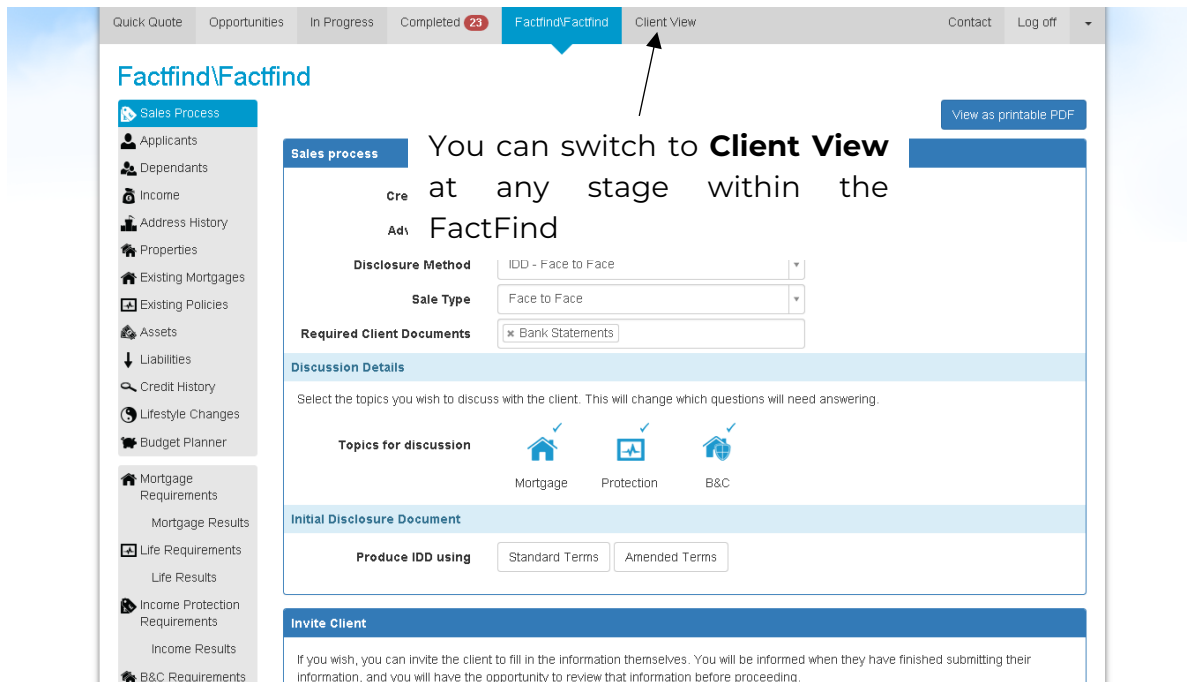 Quick Quote Opportunities In Progress Completed 23 Factfind\Factfind Client View Contact Log off
Factfind\Factfind
Sales Process
Applicants
Dependants
Income
Address History
Properties
Existing Mortgages
Existing Policies
Assets
Liabilities
Credit History
Lifestyle Changes
Budget Planner
Mortgage
Requirements
Mortgage Results
Life Requirements
Life Results
Income Protection
Requirements
Income Results
B&C Requirements
View as printable PDF
You can switch to Client View
at any stage within the
FactFind
Sales process
Cre
Adv
Disclosure Method IDD - Face to Face
Sale Type Face to Face
Required Client Documents × Bank Statements
Discussion Details
Select the topics you wish to discuss with the client. This will change which questions will need answering.
Topics for discussion
Mortgage Protection B&C
Initial Disclosure Document
Produce IDD using Standard Terms Amended Terms
Invite Client
If you wish, you can invite the client to fill in the information themselves. You will be informed when they have finished submitting their
information, and you will have the opportunity to review that information before proceeding.